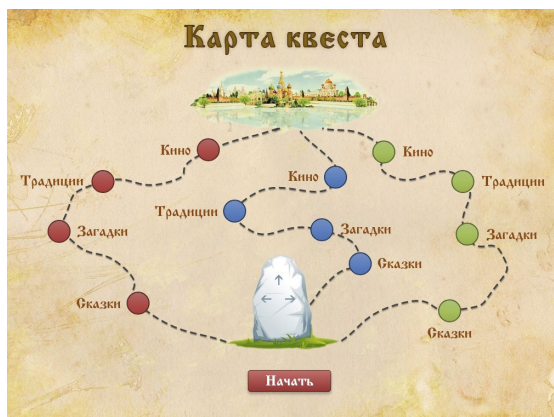 Карта квеста
Кино
Кино
Кино
Традиции
Традиции
Традиции
Загадки
Загадки
Загадки
Сказки
Сказки
Сказки
Начать